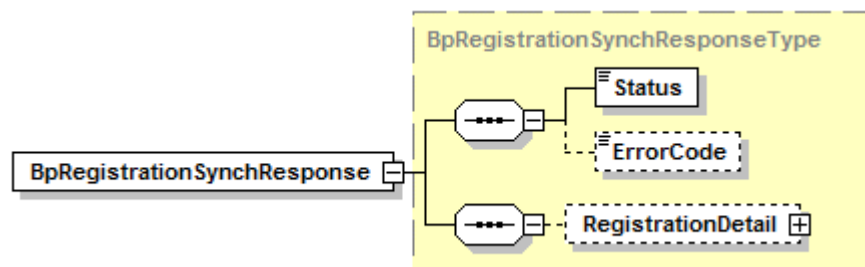 BpRegistrationSynchResponseType
Status
ErrorCode
BpRegistrationSynchResponse
RegistrationDetail